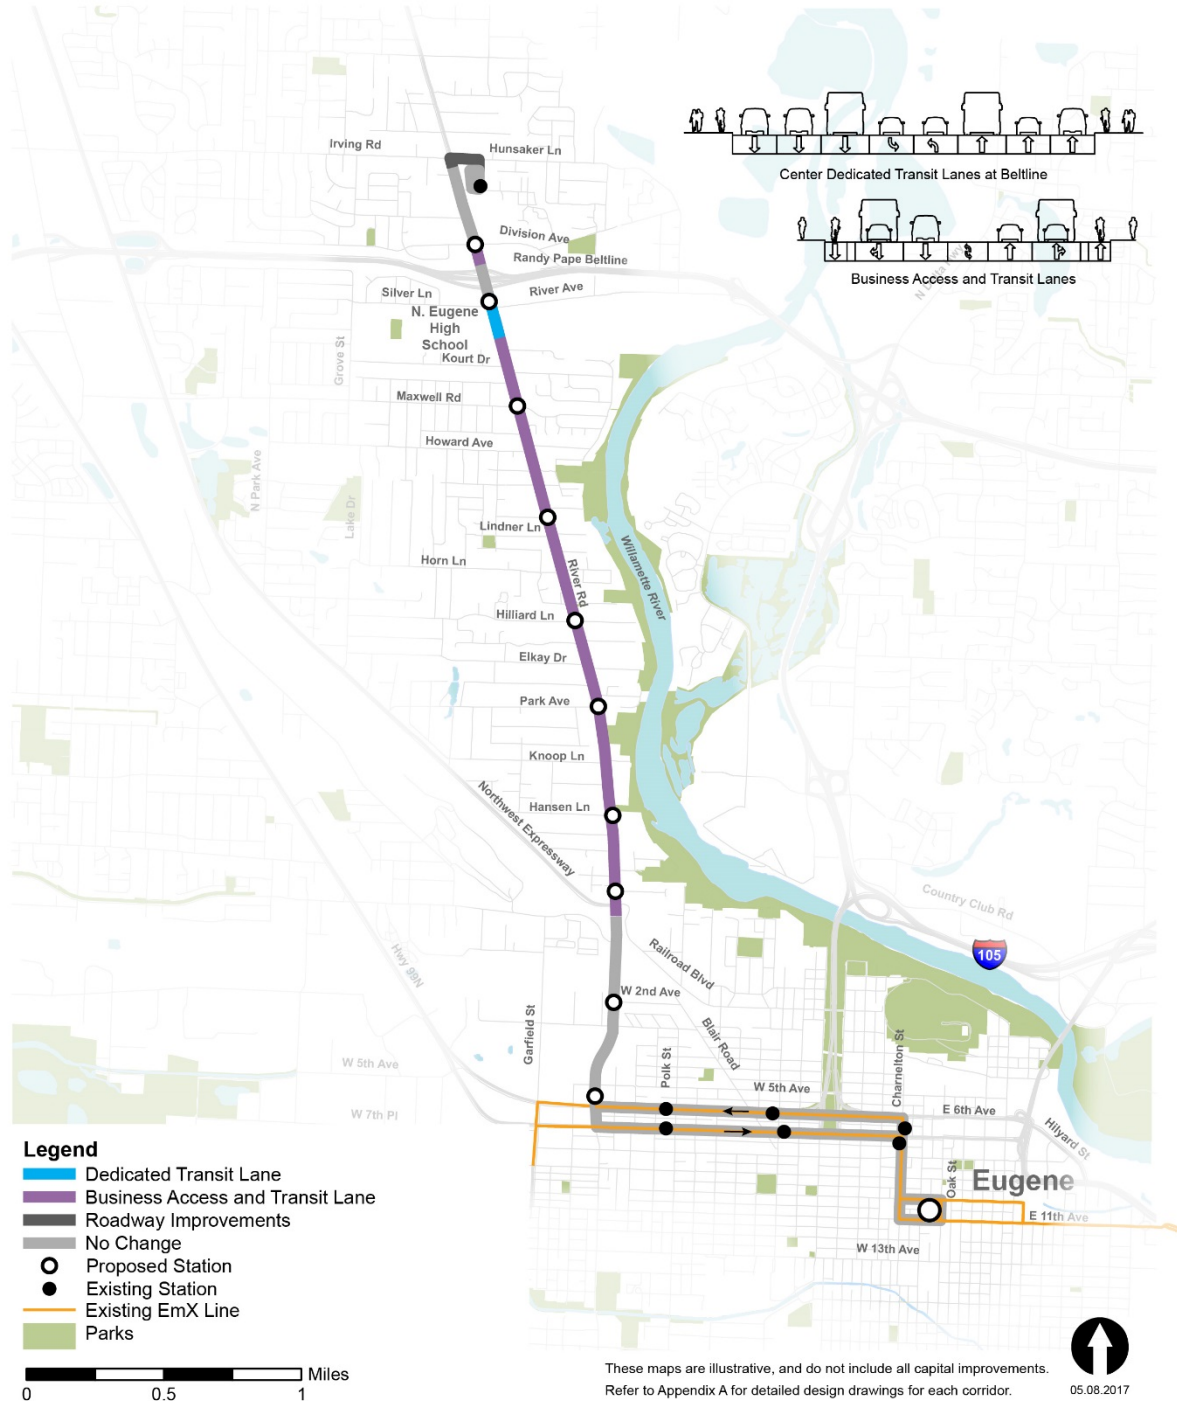 Irving Rd
Hunsaker Ln
Center Dedicated Transit Lanes at Beltline
Division Ave
Randy Pape Beltline
N Delta Hwy
Business Access and Transit Lanes
Silver Ln
River Ave
N. Eugene
High
School
Kourt Dr
Grove St
Maxwell Rd
Howard Ave
N Park Ave
Lake Dr
Lindner Ln
Horn Ln
River Rd
Willamette River
Hilliard Ln
Elkay Dr
Park Ave
Knoop Ln
Hansen Ln
Northwest Expressway
Country Club Rd
Hwy 99N
Railroad Blvd
105
W 2nd Ave
Garfield St
Blair Road
Polk St
Charnelton St
W 5th Ave
W 5th Ave
E 6th Ave
W 7th Pl
Hilyard St
Oak St
Eugene
E 11th Ave
W 13th Ave
Legend
Dedicated Transit Lane
Business Access and Transit Lane
Roadway Improvements
No Change
Proposed Station
Existing Station
Existing EmX Line
Parks
Miles
0 0.5 1
These maps are illustrative, and do not include all capital improvements.
Refer to Appendix A for detailed design drawings for each corridor.
05.08.2017